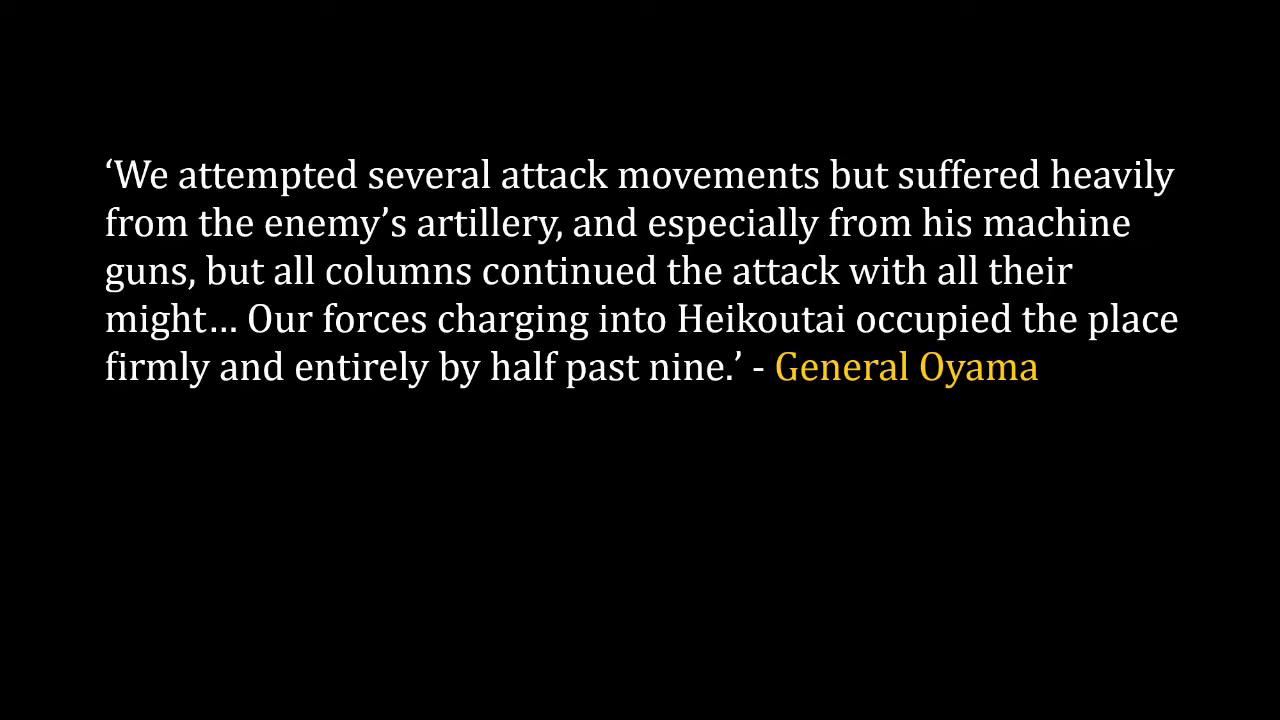 ‘We attempted several attack movements but suffered heavily
from the enemy’s artillery, and especially from his machine
guns, but all columns continued the attack with all their
might… Our forces charging into Heikoutai occupied the place
firmly and entirely by half past nine.’ - General Oyama